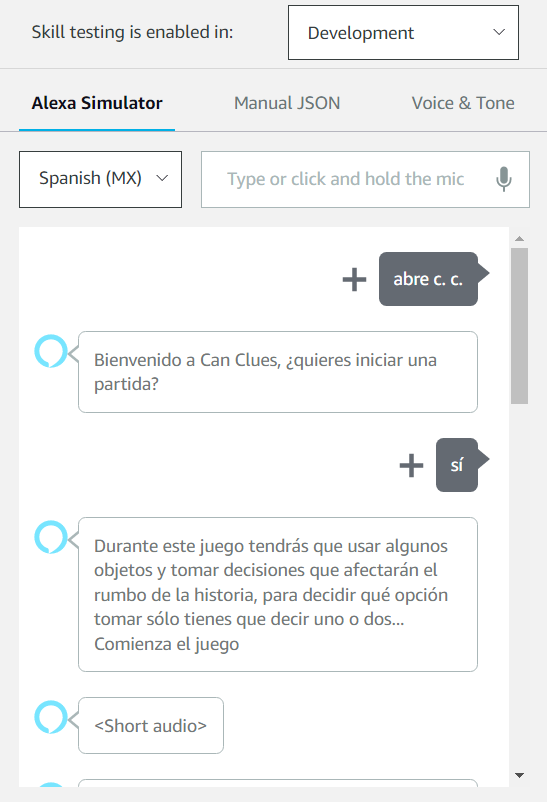 Skill testing is enabled in: Development
Alexa Simulator Manual JSON Voice & Tone
Spanish (MX) Type or click and hold the mic
abre c. c.
Bienvenido a Can Clues, ¿quieres iniciar una
partida?
sí
Durante este juego tendrás que usar algunos
objetos y tomar decisiones que afectarán el
rumbo de la historia, para decidir qué opción
tomar sólo tienes que decir uno o dos...
Comienza el juego
<Short audio>